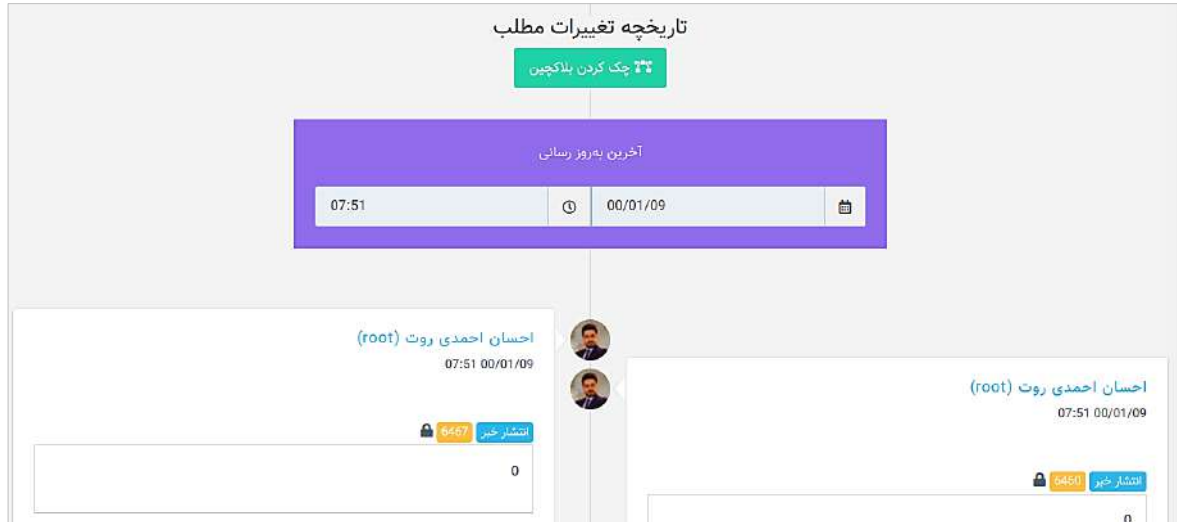 تاریخچه تغییرات مطلب
چک کردن بلاکچین
آخرین به‌روز رسانی
00/01/09
07:51
احسان احمدی روت (root)
07:51 00/01/09
انتشار خبر 6467
0
احسان احمدی روت (root)
07:51 00/01/09
انتشار خبر 6460
0